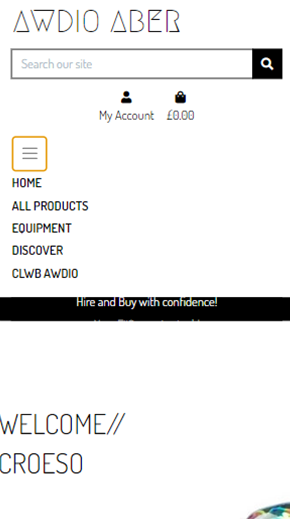 AWDIO ABER
Search our site
My Account £0.00
HOME
ALL PRODUCTS
EQUIPMENT
DISCOVER
CLWB AWDIO
Hire and Buy with confidence!
WELCOME//
CROESO